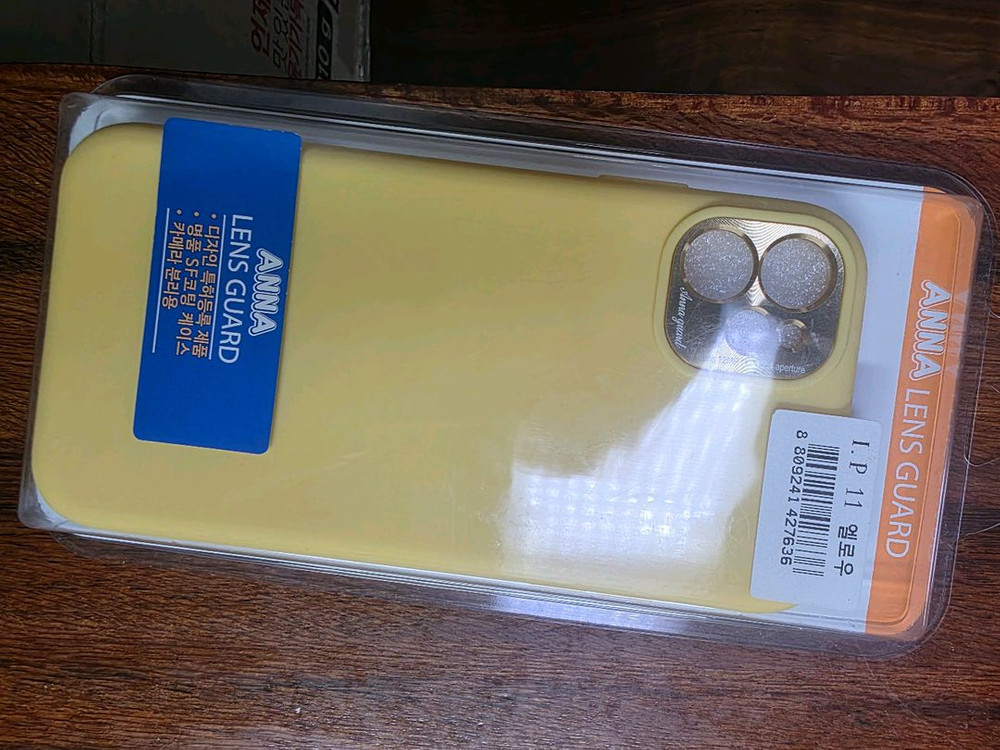 ANNA LENS GUARD
I.P 11 옐로우
8 809241 427636
Anna guard
12MP
aperture
ANNA
LENS GUARD
· 디자인 특허등록 제품
· 명품 SF코팅 케이스
· 카메라 분리용